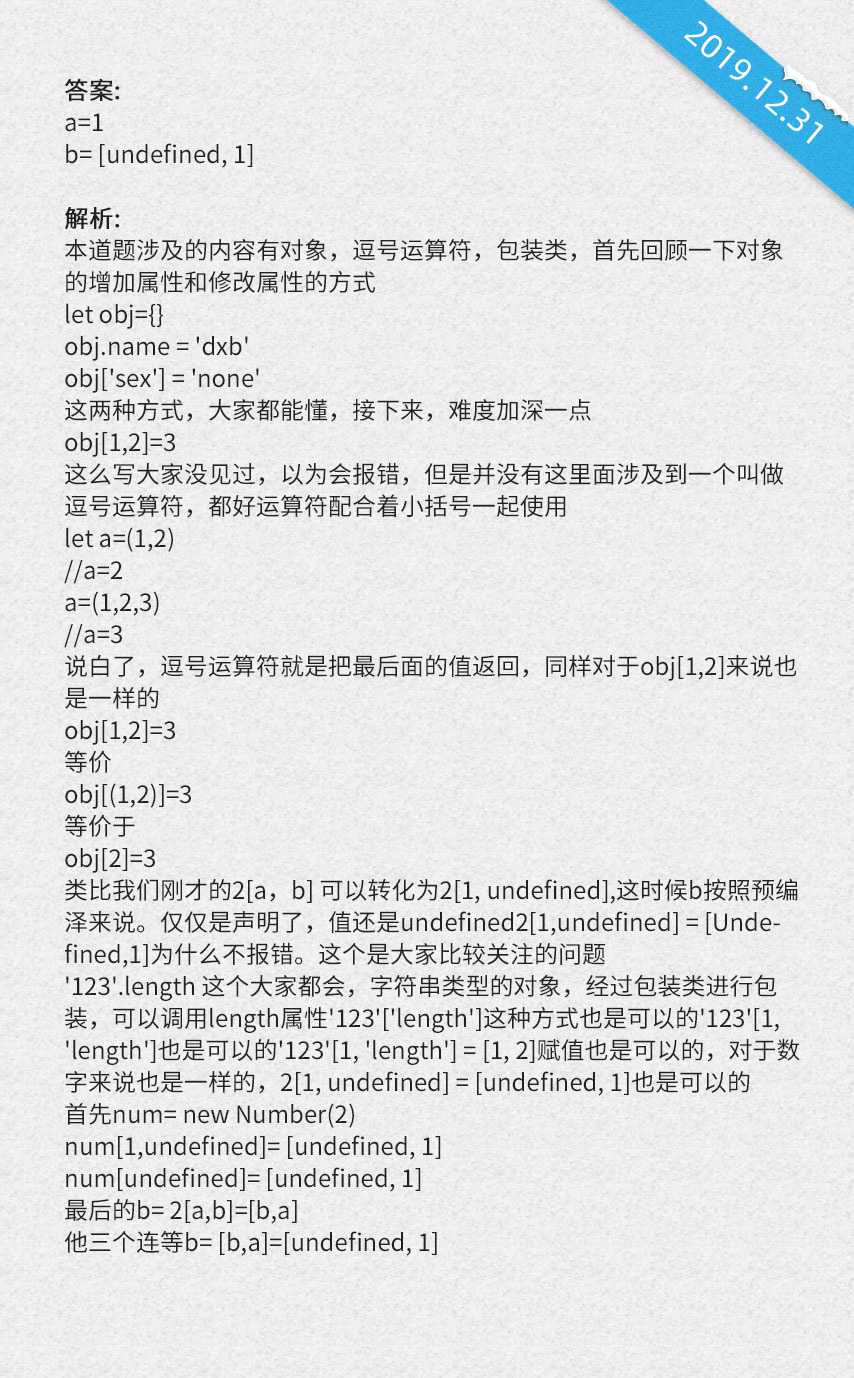 2019.12.31
答案:
a=1
b= [undefined, 1]
解析:
本道题涉及的内容有对象，逗号运算符，包装类，首先回顾一下对象
的增加属性和修改属性的方式
let obj={}
obj.name = 'dxb'
obj['sex'] = 'none'
这两种方式，大家都能懂，接下来，难度加深一点
obj[1,2]=3
这么写大家没见过，以为会报错，但是并没有这里面涉及到一个叫做
逗号运算符，都好运算符配合着小括号一起使用
let a=(1,2)
//a=2
a=(1,2,3)
//a=3
说白了，逗号运算符就是把最后面的值返回，同样对于obj[1,2]来说也
是一样的
obj[1,2]=3
等价
obj[(1,2)]=3
等价于
obj[2]=3
类比我们刚才的2[a，b] 可以转化为2[1, undefined],这时候b按照预编
泽来说。仅仅是声明了，值还是undefined2[1,undefined] = [Unde-
fined,1]为什么不报错。这个是大家比较关注的问题
'123'.length 这个大家都会，字符串类型的对象，经过包装类进行包
装，可以调用length属性'123'['length']这种方式也是可以的'123'[1,
'length']也是可以的'123'[1, 'length'] = [1, 2]赋值也是可以的，对于数
字来说也是一样的，2[1, undefined] = [undefined, 1]也是可以的
首先num= new Number(2)
num[1,undefined]= [undefined, 1]
num[undefined]= [undefined, 1]
最后的b= 2[a,b]=[b,a]
他三个连等b= [b,a]=[undefined, 1]